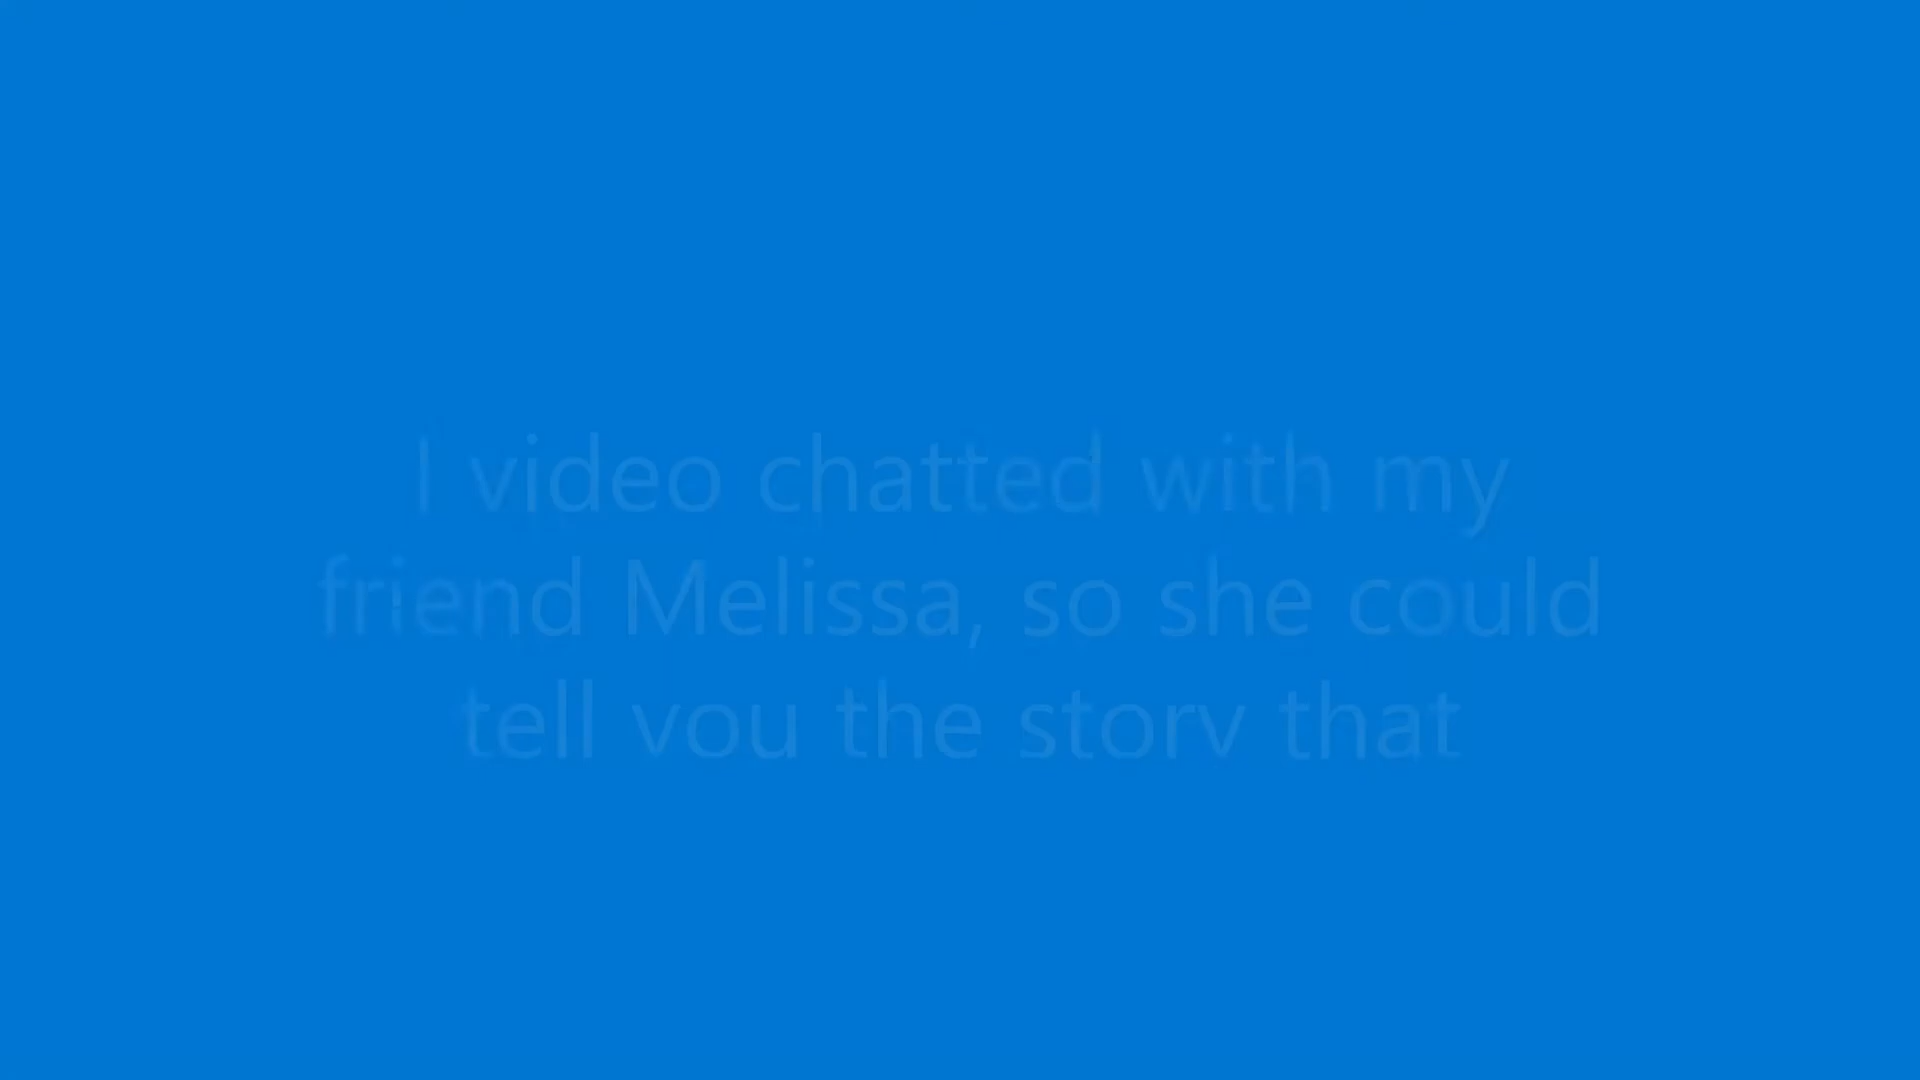 I video chatted with my
friend Melissa, so she could
tell you the story that